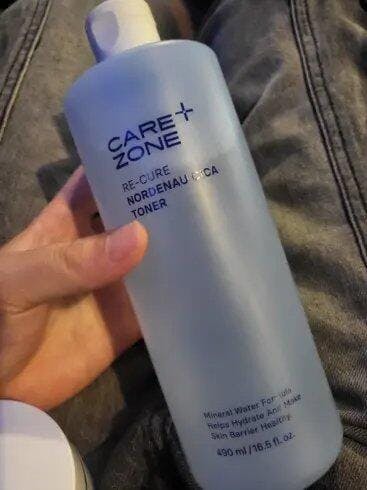 CARE+
ZONE
RE-CURE
NORDENAU CICA
TONER
Mineral Water Formula
Helps Hydrate And Make
Skin Barrier Healthy.
490 ml / 16.5 fl. oz.